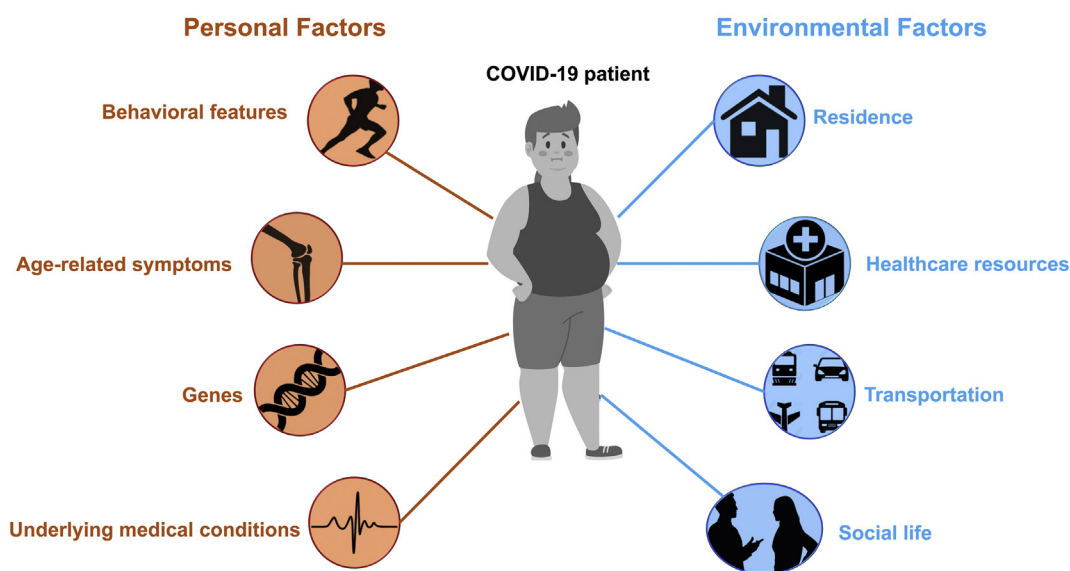 Personal Factors
Environmental Factors
COVID-19 patient
Behavioral features
Residence
Age-related symptoms
Healthcare resources
Genes
Transportation
Underlying medical conditions
Social life